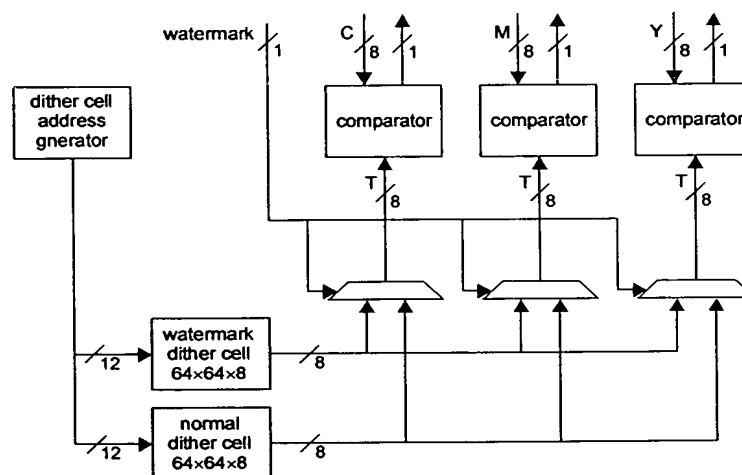 watermark 1 C 8 1 M 8 1 Y 8 1
dither cell
address
gnerator
comparator comparator comparator
T 8 T 8 T 8
12 watermark
dither cell
64×64×8
8
12 normal
dither cell
64×64×8
8